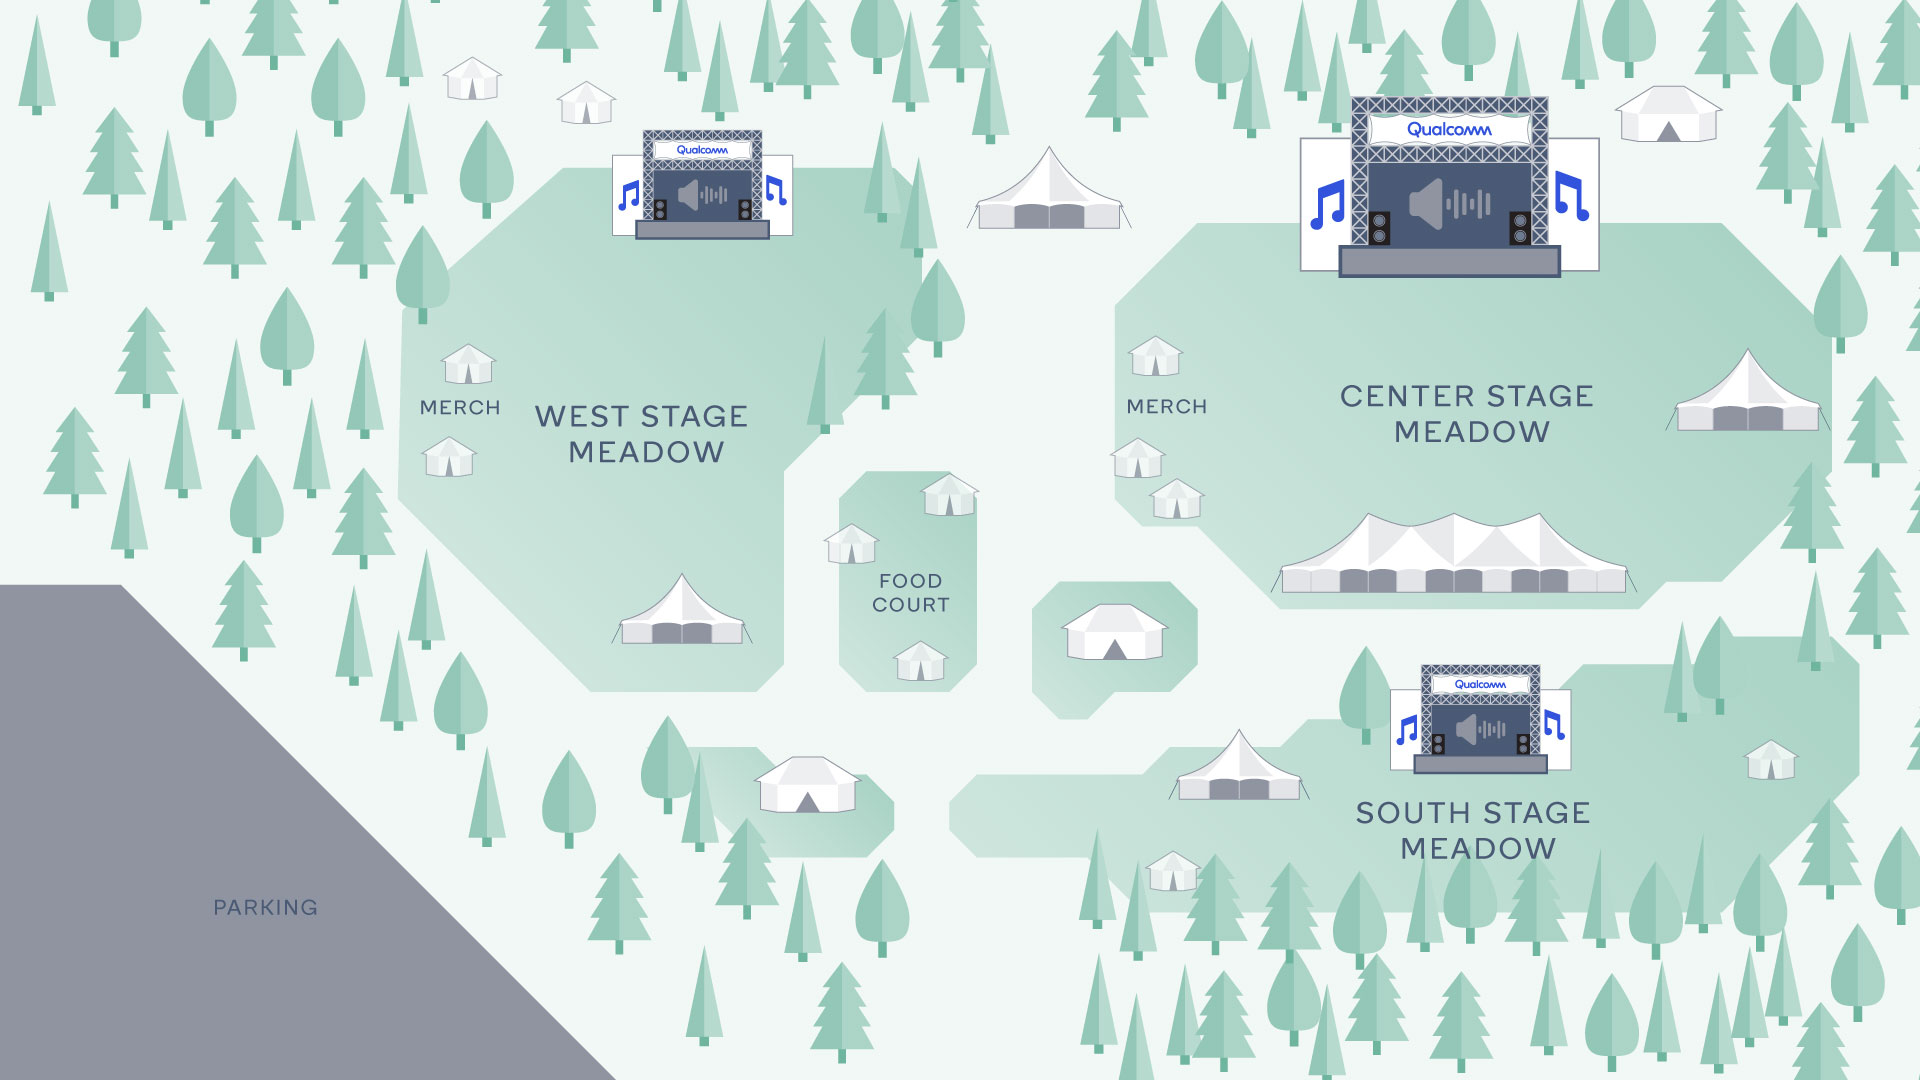 Qualcomm
Qualcomm
MERCH
WEST STAGE
MEADOW
MERCH
CENTER STAGE
MEADOW
FOOD
COURT
Qualcomm
SOUTH STAGE
MEADOW
PARKING